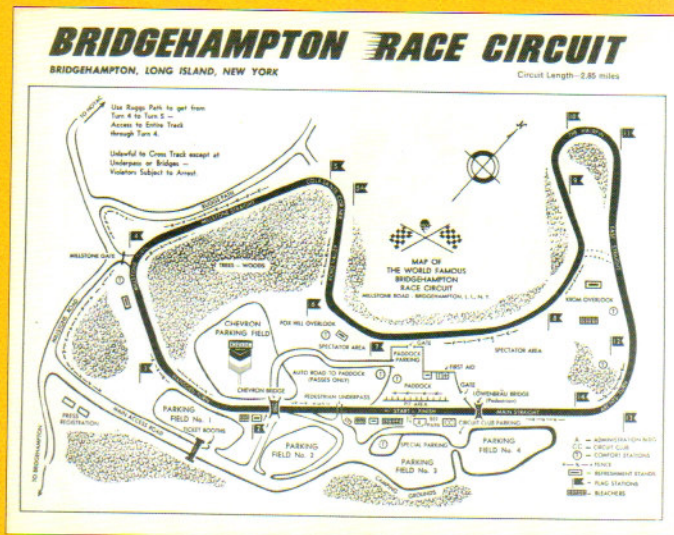 BRIDGEHAMPTON RACE CIRCUIT
BRIDGEHAMPTON, LONG ISLAND, NEW YORK
Circuit Length—2.85 miles
Use Ruggs Path to get from
Turn 4 to Turn 5 —
Access to Entire Track
through Turn 4.
Unlawful to Cross Track except at
Underpass or Bridges —
Violators Subject to Arrest.
RUGGS PATH
MILLSTONE STRAIGHT
MILLSTONE GATE
MILLSTONE ROAD
TREES - WOODS
MAP OF
THE WORLD FAMOUS
BRIDGEHAMPTON
RACE CIRCUIT
MILLSTONE ROAD - BRIDGEHAMPTON, L. I., N. Y.
KROM OVERLOOK
CHEVRON
PARKING FIELD
CHEVRON
FOX HILL OVERLOOK
SPECTATOR AREA
GATE
SPECTATOR AREA
PADDOCK
PARKING
AUTO ROAD TO PADDOCK
(PASSES ONLY)
FIRST AID
PADDOCK
GATE
CHEVRON BRIDGE
PEDESTRIAN UNDERPASS
PIT AREA
LOWENBRAU BRIDGE
(Pedestrian)
START - FINISH
MAIN STRAIGHT
PRESS
REGISTRATION
MAIN ACCESS ROAD
PARKING
FIELD No. 1
TICKET BOOTHS
CIRCUIT CLUB PARKING
PARKING
FIELD No. 2
SPECIAL PARKING
PARKING
FIELD No. 3
PARKING
FIELD No. 4
CAMPING GROUNDS
TO BRIDGEHAMPTON
A — ADMINISTRATION BLDG.
C C — CIRCUIT CLUB
T — COMFORT STATIONS
FENCE
REFRESHMENT STANDS
FLAG STATIONS
BLEACHERS